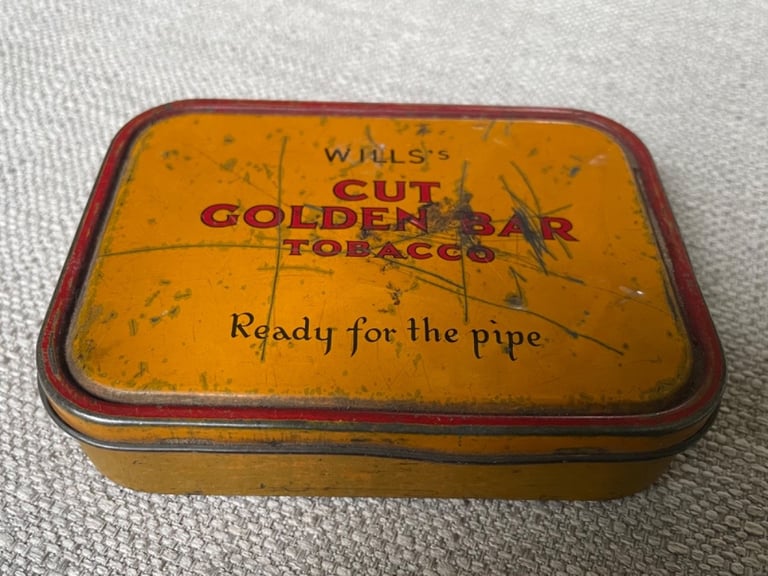 WILLS's
CUT
GOLDEN BAR
TOBACCO
Ready for the pipe